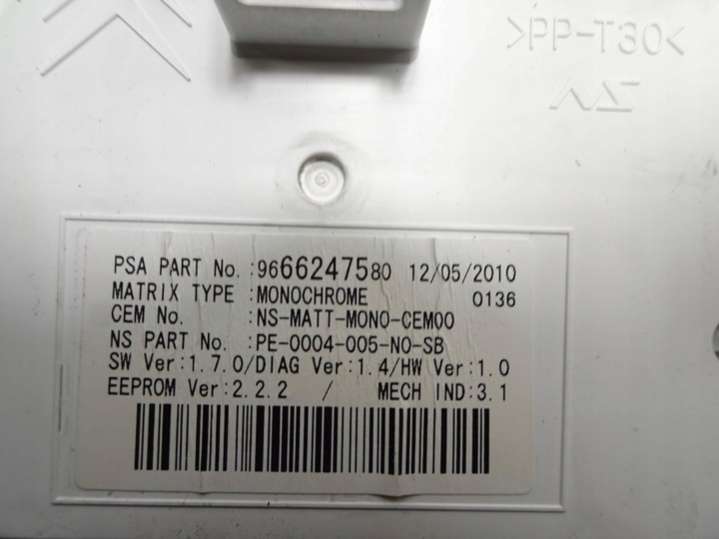 >PP-T30<
PSA PART No. :9666247580 12/05/2010
MATRIX TYPE :MONOCHROME 0136
CEM No. :NS-MATT-MONO-CEM00
NS PART No. :PE-0004-005-N0-SB
SW Ver:1.7.0/DIAG Ver:1.4/HW Ver:1.0
EEPROM Ver:2.2.2 / MECH IND:3.1